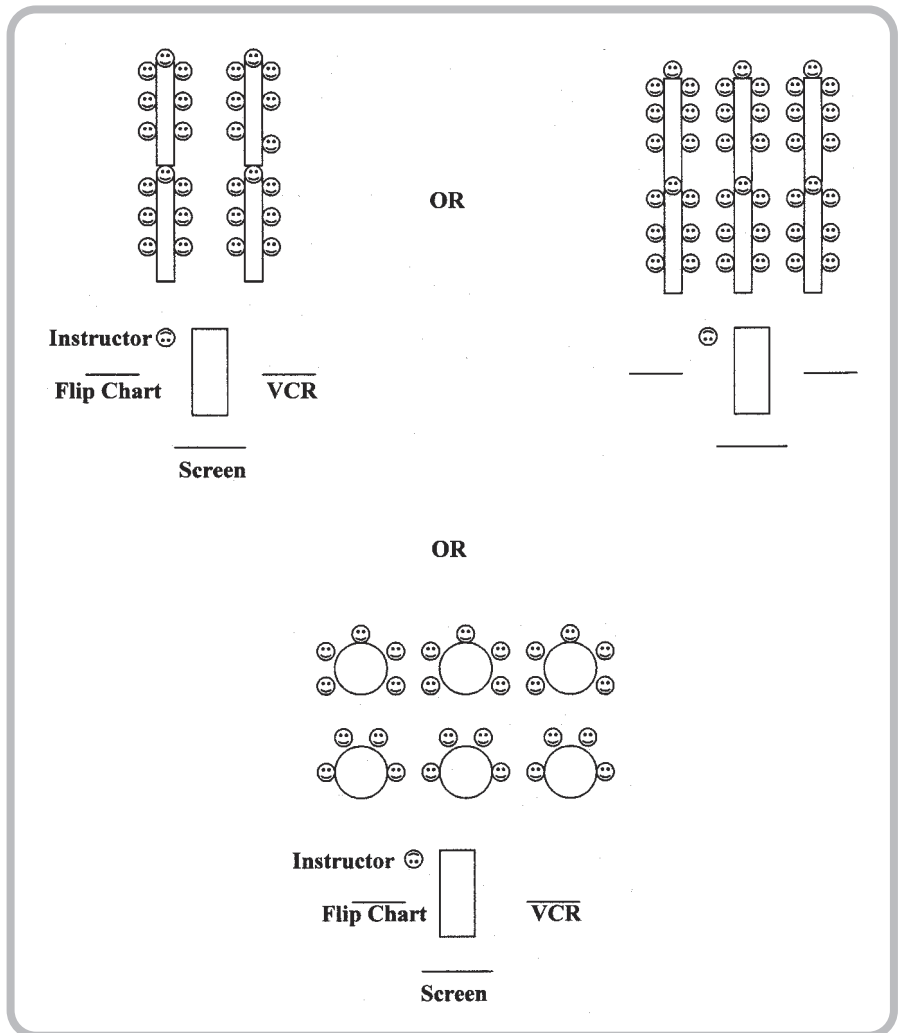 OR
Instructor
Flip Chart
VCR
Screen
OR
Instructor
Flip Chart
VCR
Screen